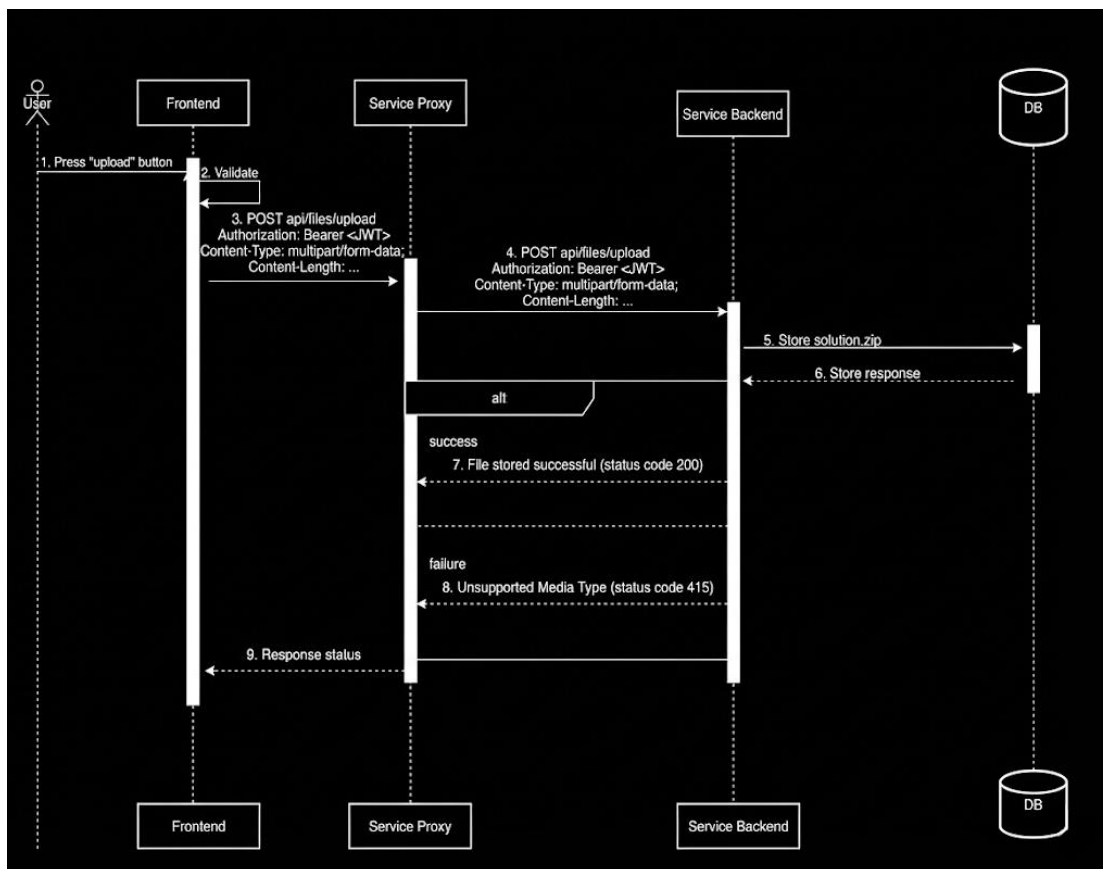 User
Frontend
Service Proxy
Service Backend
DB
1. Press "upload" button
2. Validate
3. POST api/files/upload
Authorization: Bearer <JWT>
Content-Type: multipart/form-data;
Content-Length: ...
4. POST api/files/upload
Authorization: Bearer <JWT>
Content-Type: multipart/form-data;
Content-Length: ...
5. Store solution.zip
6. Store response
alt
success
7. File stored successful (status code 200)
failure
8. Unsupported Media Type (status code 415)
9. Response status
Frontend
Service Proxy
Service Backend
DB